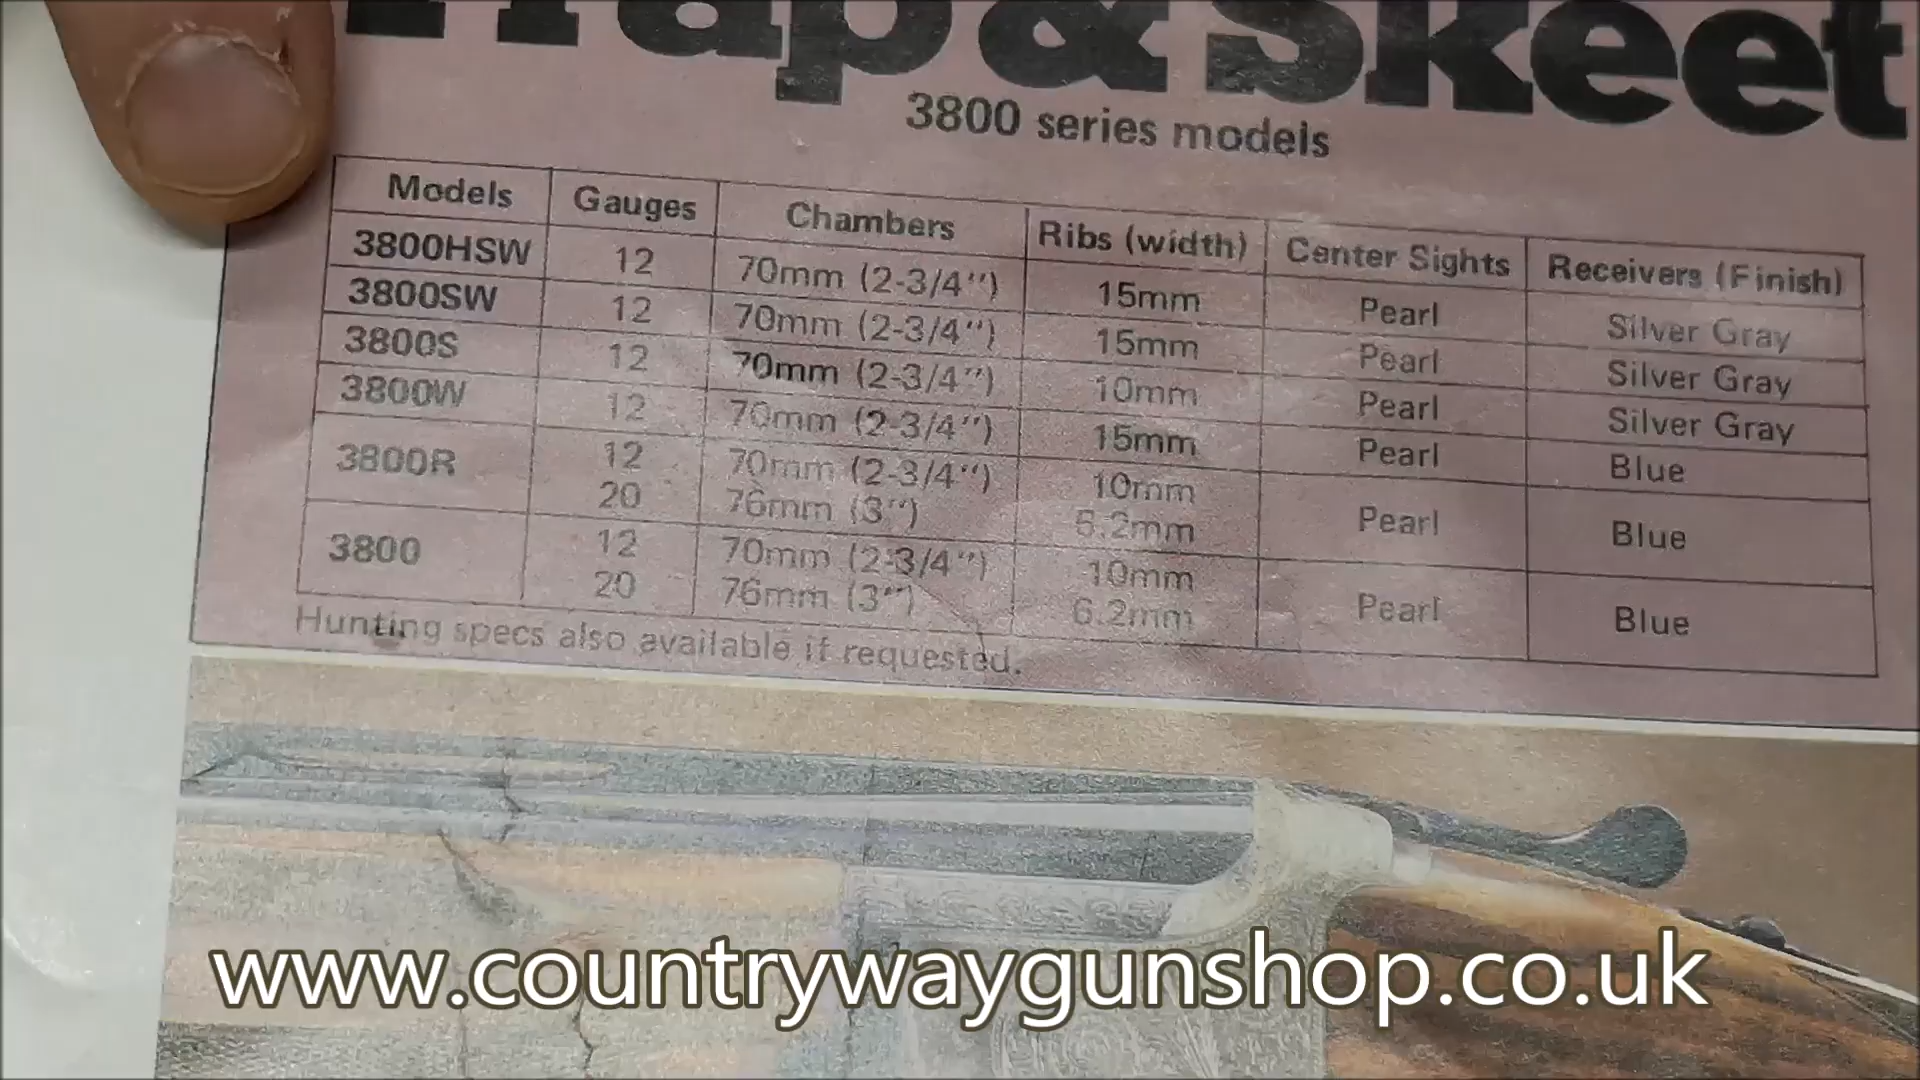 Trap & Skeet
3800 series models
Models Gauges Chambers Ribs (width) Center Sights Receivers (Finish)
3800HSW 12 70mm (2-3/4'') 15mm Pearl Silver Gray
3800SW 12 70mm (2-3/4'') 15mm Pearl Silver Gray
3800S 12 70mm (2-3/4'') 10mm Pearl Silver Gray
3800W 12 70mm (2-3/4'') 15mm Pearl Blue
3800R 12 70mm (2-3/4'') 10mm Pearl Blue
20 76mm (3'') 6.2mm
3800 12 70mm (2-3/4'') 10mm Pearl Blue
20 76mm (3'') 6.2mm
Hunting specs also available if requested.
www.countrywaygunshop.co.uk